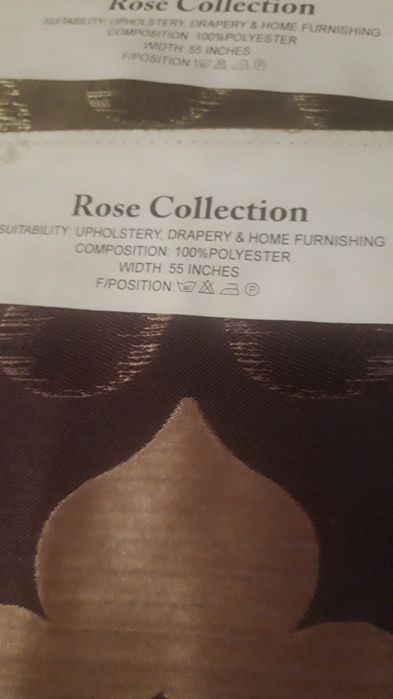 Rose Collection
SUITABILITY: UPHOLSTERY, DRAPERY & HOME FURNISHING
COMPOSITION: 100%POLYESTER
WIDTH: 55 INCHES
F/POSITION:
Rose Collection
SUITABILITY: UPHOLSTERY, DRAPERY & HOME FURNISHING
COMPOSITION: 100%POLYESTER
WIDTH: 55 INCHES
F/POSITION: P